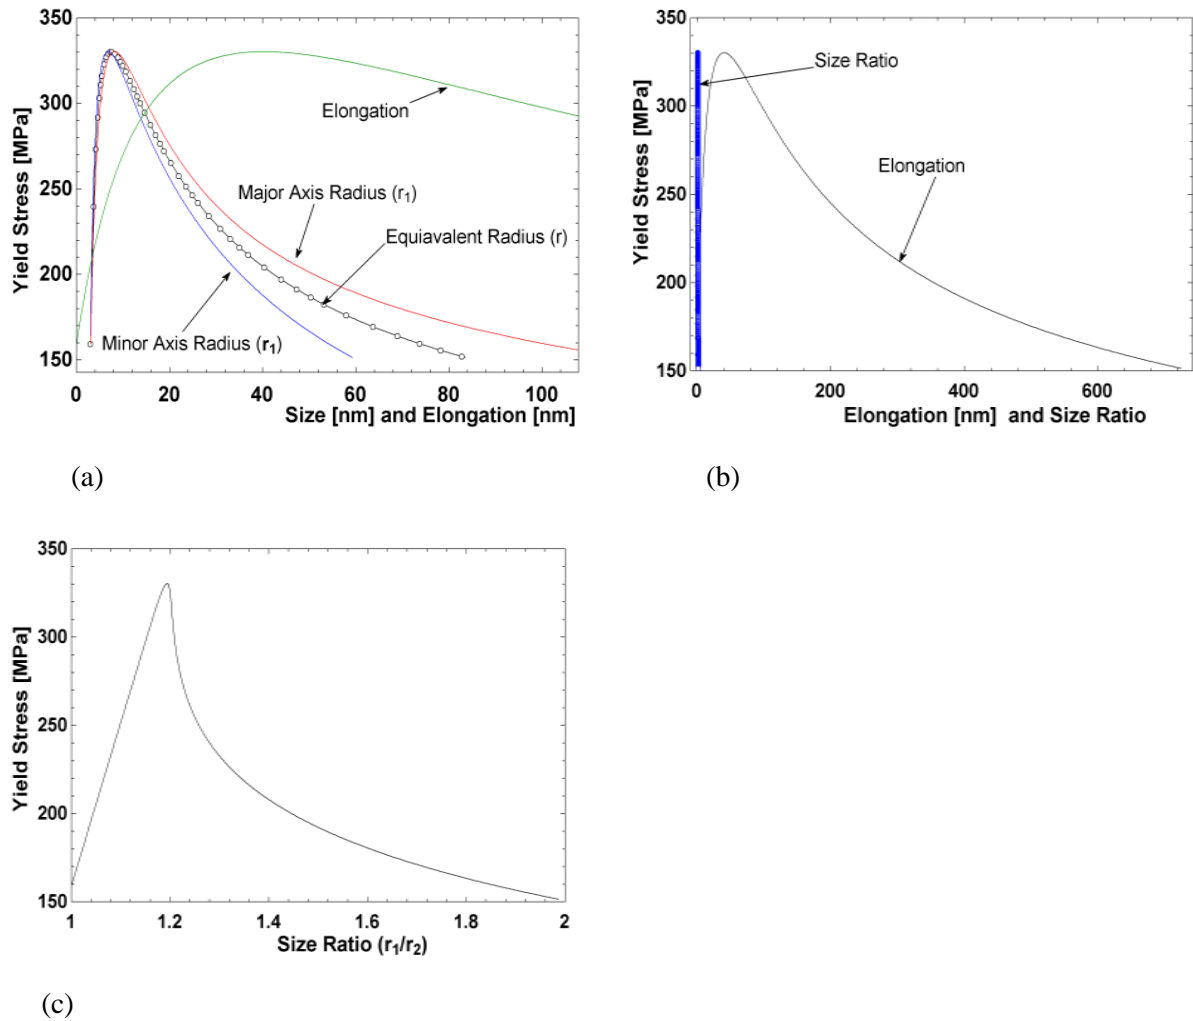 350
300
250
200
150
Yield Stress [MPa]
Elongation
Major Axis Radius (r1)
Equiavalent Radius (r)
Minor Axis Radius (r1)
0 20 40 60 80 100
Size [nm] and Elongation [nm]
(a)
350
300
250
200
150
Yield Stress [MPa]
Size Ratio
Elongation
0 200 400 600
Elongation [nm] and Size Ratio
(b)
350
300
250
200
150
Yield Stress [MPa]
1 1.2 1.4 1.6 1.8 2
Size Ratio (r1/r2)
(c)